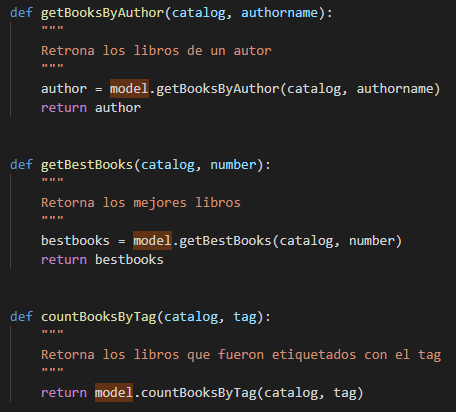 def getBooksByAuthor(catalog, authorname):
    """
    Retrona los libros de un autor
    """
    author = model.getBooksByAuthor(catalog, authorname)
    return author
def getBestBooks(catalog, number):
    """
    Retorna los mejores libros
    """
    bestbooks = model.getBestBooks(catalog, number)
    return bestbooks
def countBooksByTag(catalog, tag):
    """
    Retorna los libros que fueron etiquetados con el tag
    """
    return model.countBooksByTag(catalog, tag)